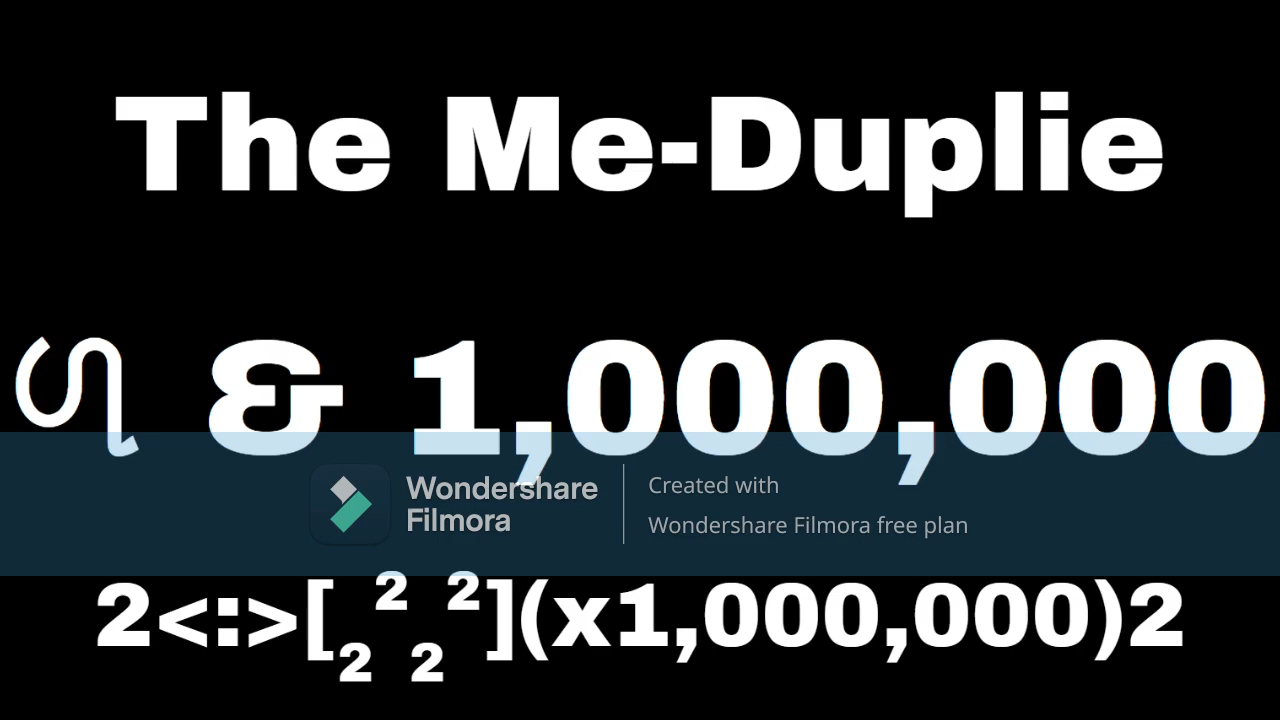 The Me-Duplie
ᔕ & 1,000,000
Wondershare
Filmora
Created with
Wondershare Filmora free plan
2<:>[₂²₂²](x1,000,000)2